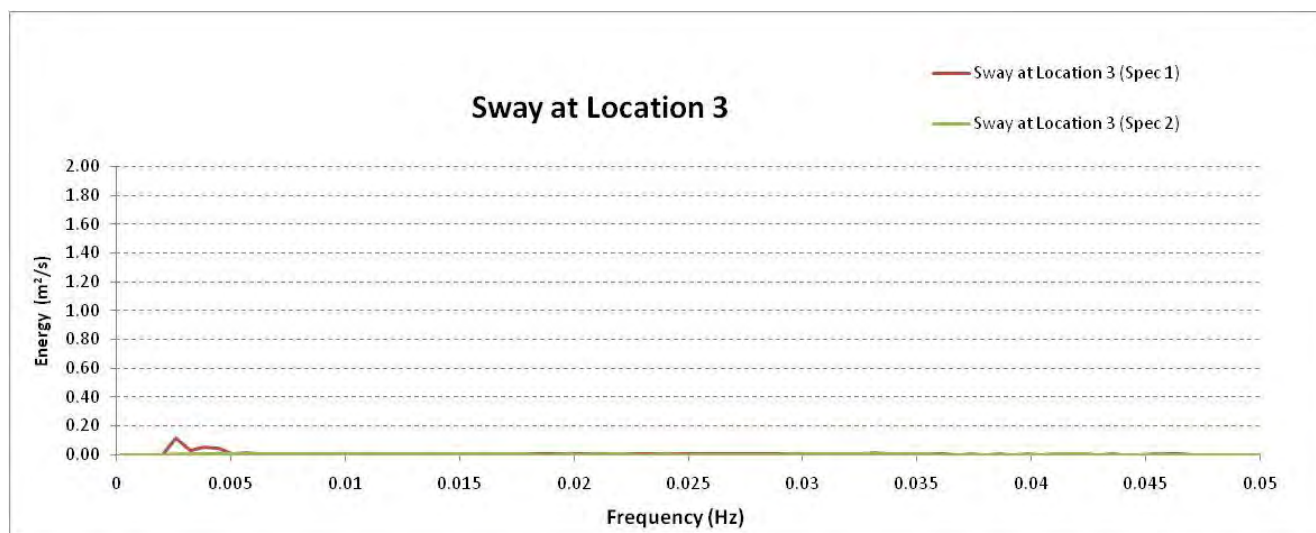 Sway at Location 3 (Spec 1)
Sway at Location 3
Sway at Location 3 (Spec 2)
2.00
1.80
1.60
1.40
1.20
1.00
0.80
0.60
0.40
0.20
0.00
Energy (m²/s)
0 0.005 0.01 0.015 0.02 0.025 0.03 0.035 0.04 0.045 0.05
Frequency (Hz)